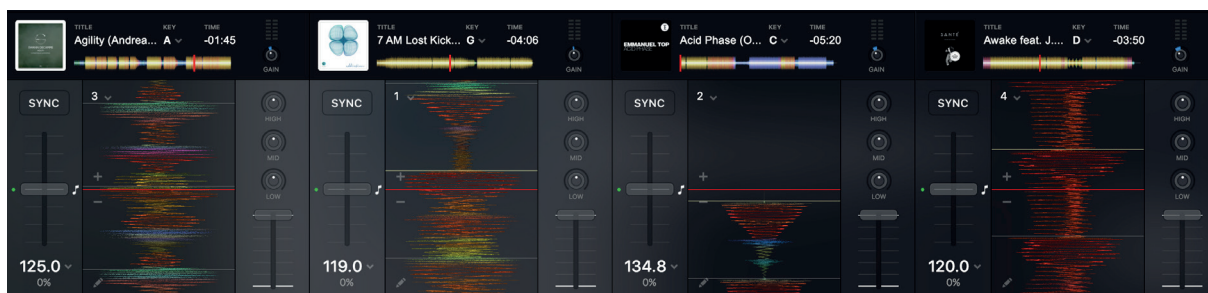 TITLE KEY TIME
Agility (Andrea... A -01:45
GAIN
TITLE KEY TIME
7 AM Lost Kick... G -04:06
GAIN
EMMANUEL TOP
TITLE KEY TIME
Acid Phase (O... C -05:20
GAIN
SANTÉ
TITLE KEY TIME
Awake feat. J.... D -03:50
GAIN
SYNC
3
HIGH
MID
LOW
125.0
0%
SYNC
1
HIGH
MID
LOW
119.0
0%
SYNC
2
HIGH
MID
LOW
134.8
0%
SYNC
4
HIGH
MID
LOW
120.0
0%